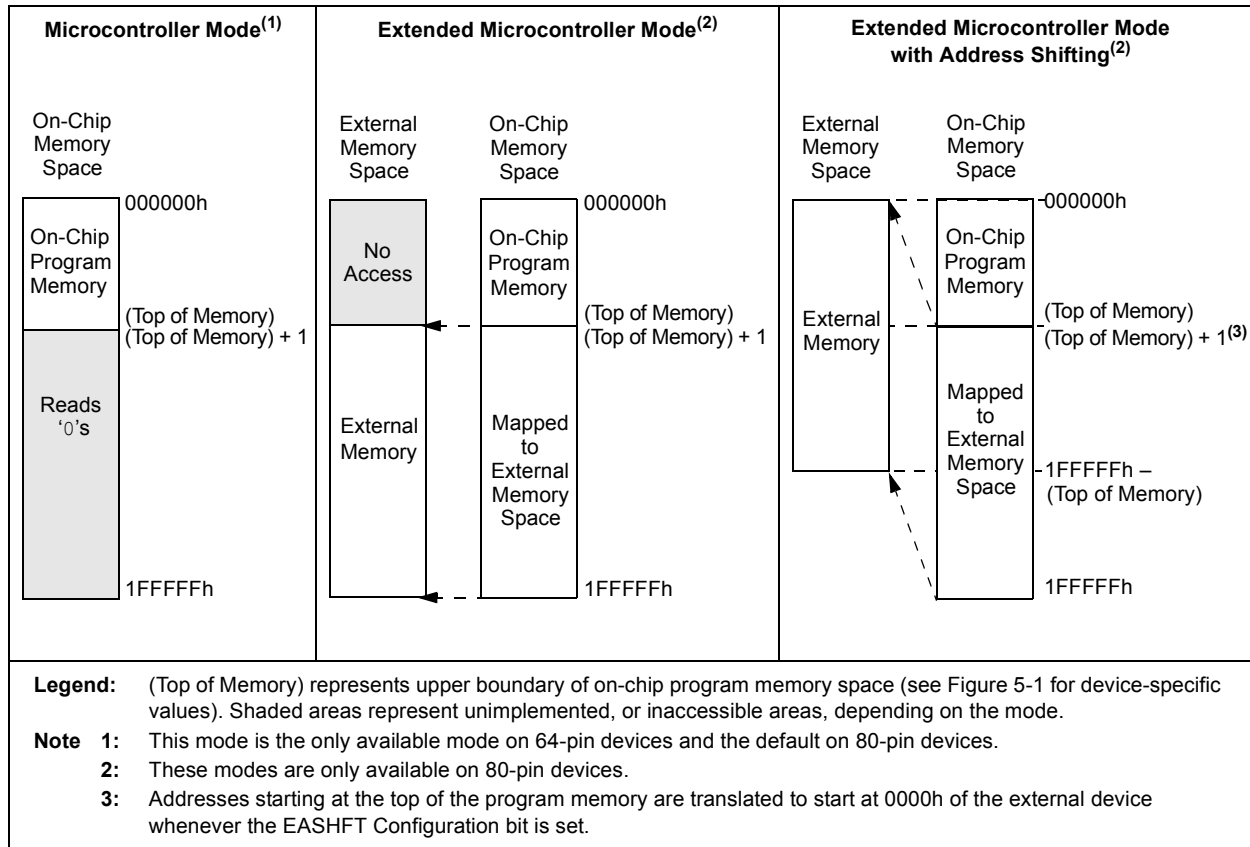 Microcontroller Mode(1)
On-Chip
Memory
Space
000000h
On-Chip
Program
Memory
(Top of Memory)
(Top of Memory) + 1
Reads
‘0’s
1FFFFFh
Extended Microcontroller Mode(2)
External
Memory
Space
On-Chip
Memory
Space
000000h
No
Access
On-Chip
Program
Memory
(Top of Memory)
(Top of Memory) + 1
External
Memory
Mapped
to
External
Memory
Space
1FFFFFh
Extended Microcontroller Mode
with Address Shifting(2)
External
Memory
Space
On-Chip
Memory
Space
000000h
On-Chip
Program
Memory
External
Memory
(Top of Memory)
(Top of Memory) + 1(3)
Mapped
to
External
Memory
Space
1FFFFFh –
(Top of Memory)
1FFFFFh
Legend: (Top of Memory) represents upper boundary of on-chip program memory space (see Figure 5-1 for device-specific
values). Shaded areas represent unimplemented, or inaccessible areas, depending on the mode.
Note 1: This mode is the only available mode on 64-pin devices and the default on 80-pin devices.
2: These modes are only available on 80-pin devices.
3: Addresses starting at the top of the program memory are translated to start at 0000h of the external device
whenever the EASHFT Configuration bit is set.